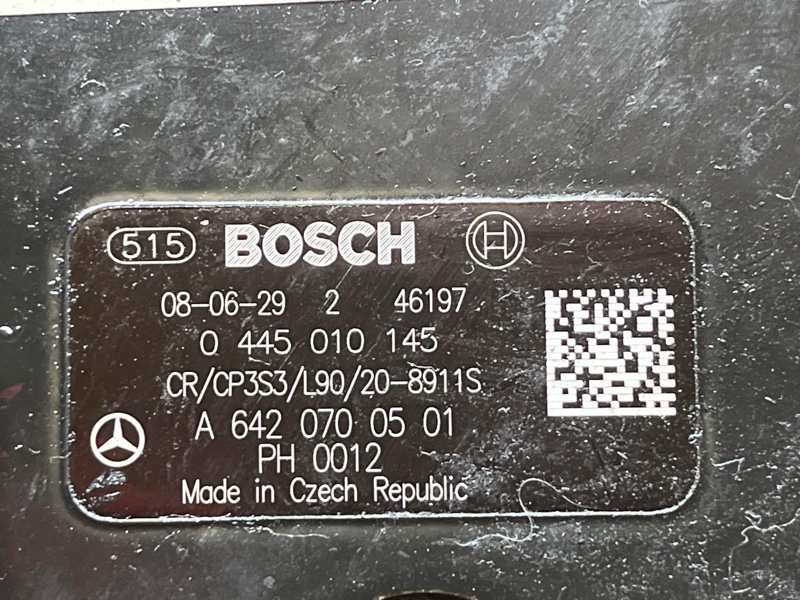 515 BOSCH H
08-06-29 2 46197
0 445 010 145
CR/CP3S3/L90/20-8911S
A 642 070 05 01
PH 0012
Made in Czech Republic